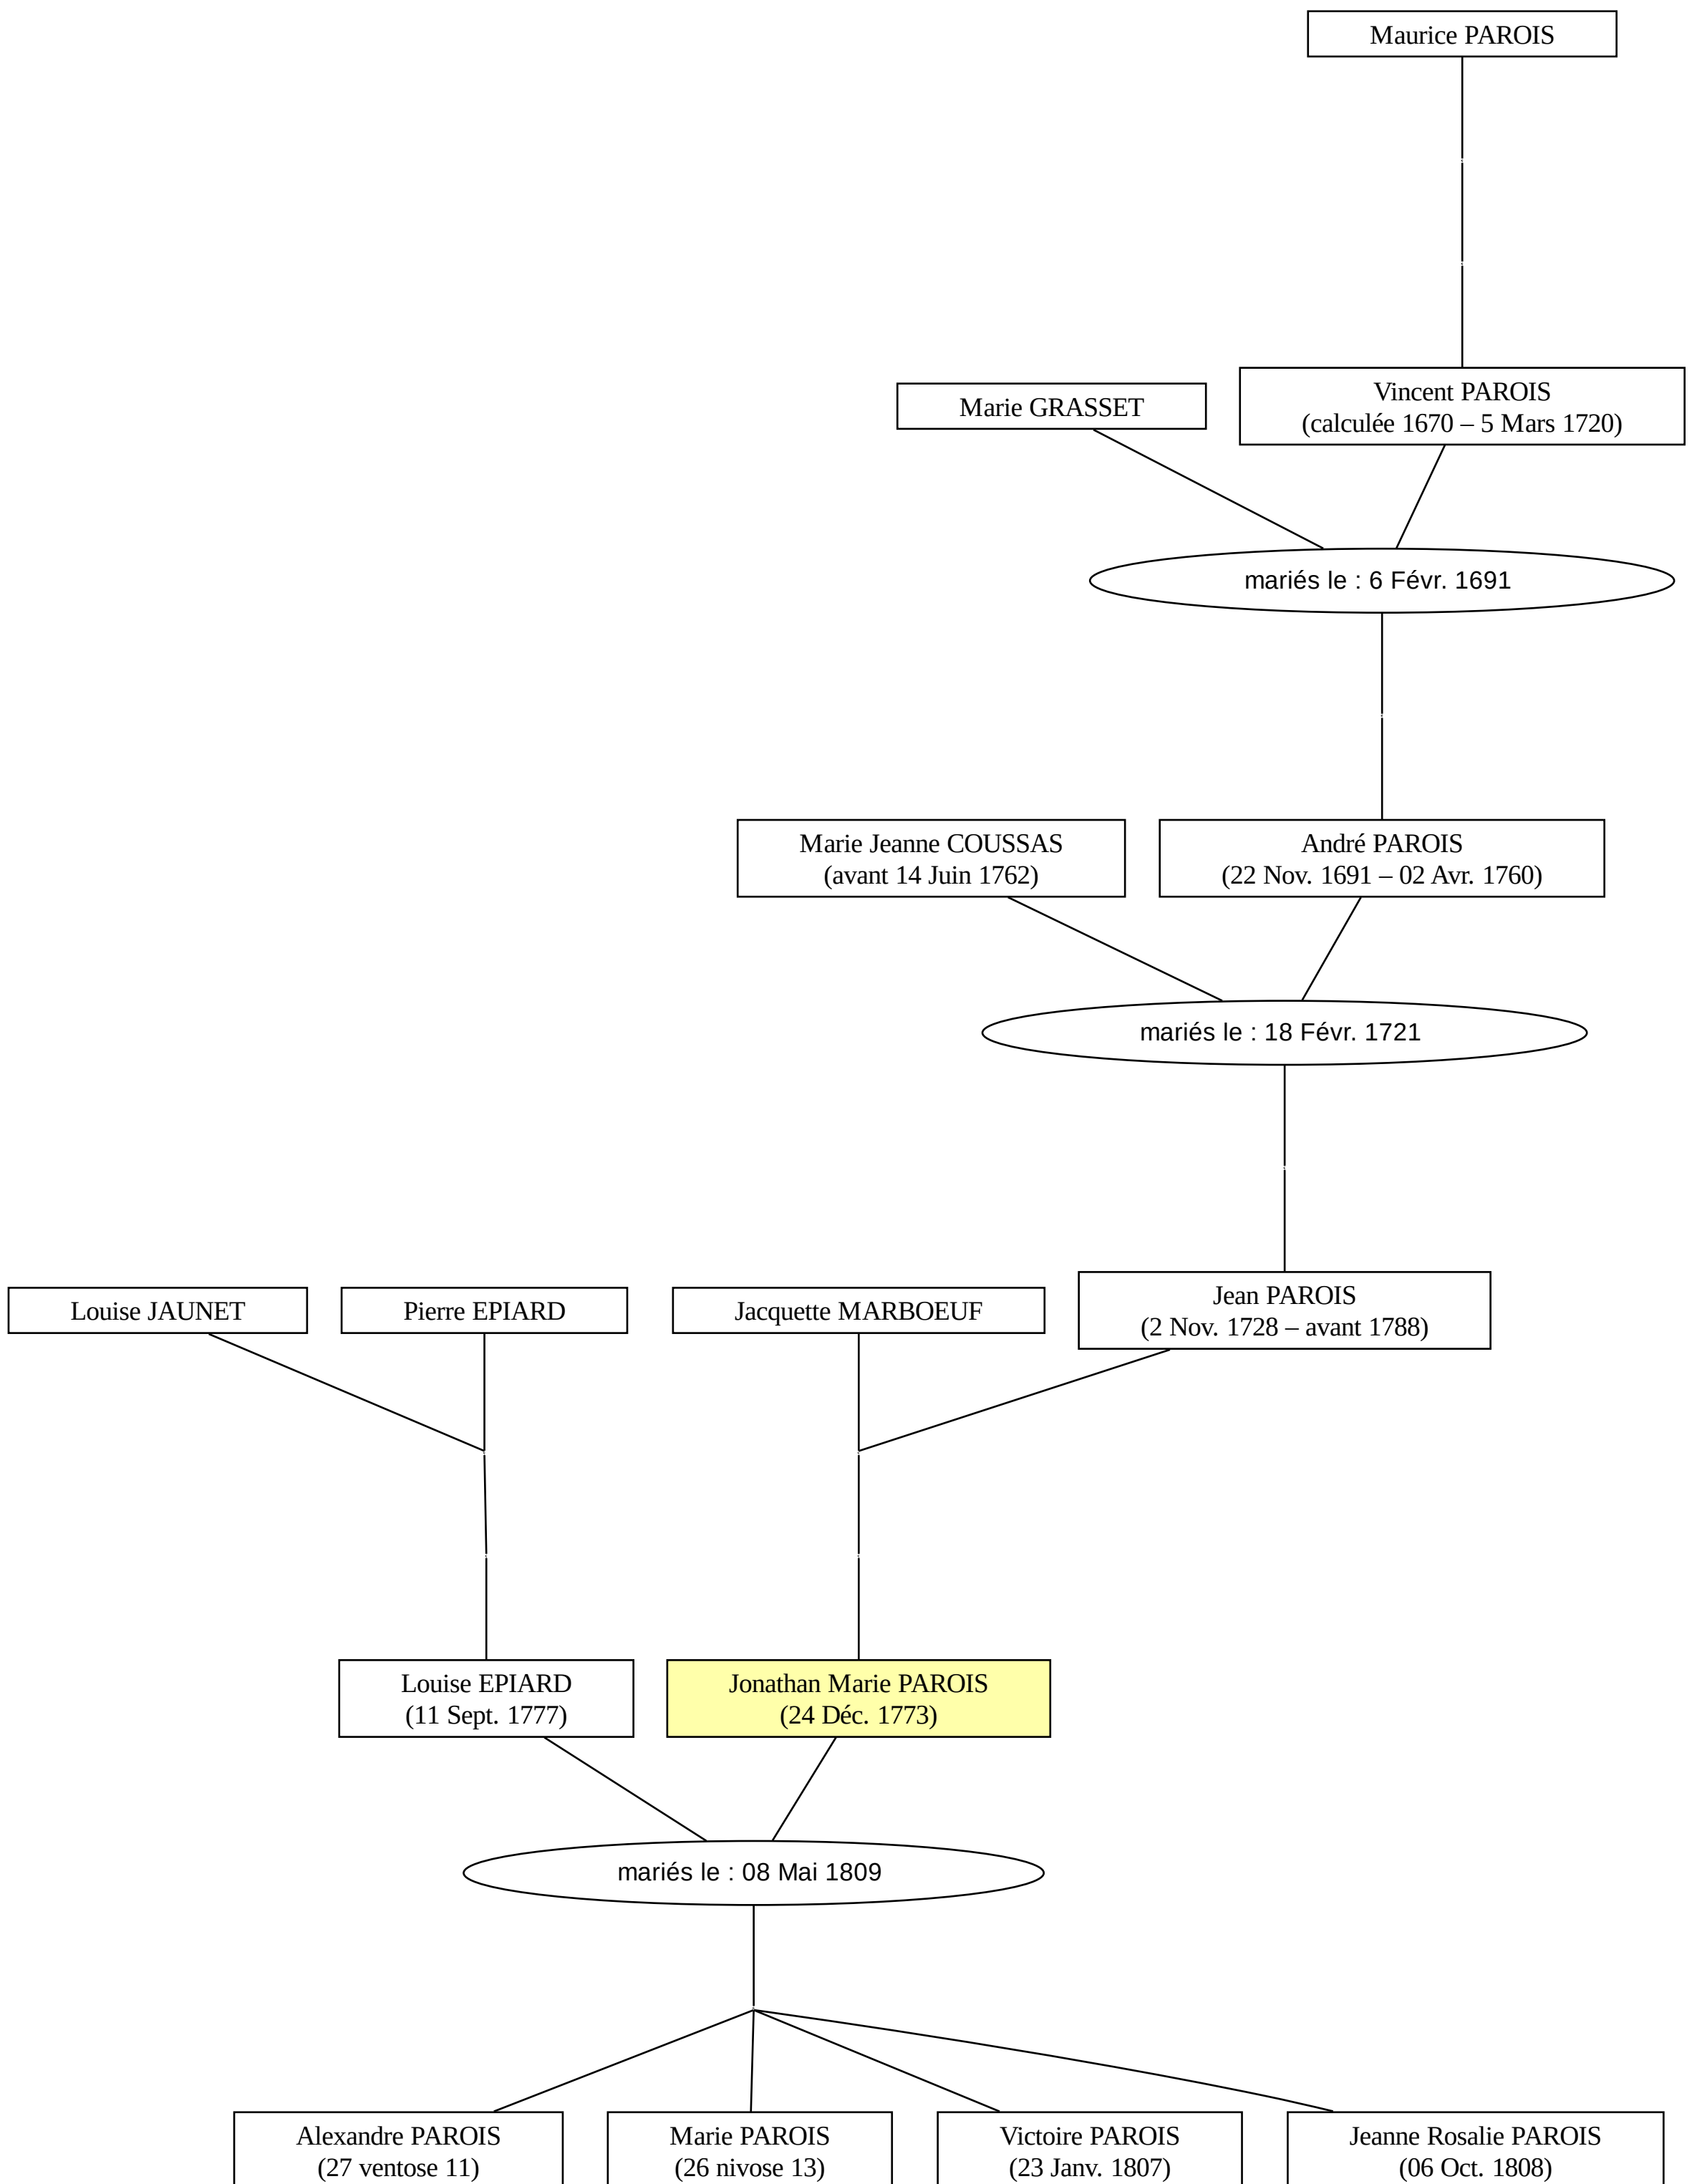 Maurice PAROIS
Marie GRASSET
Vincent PAROIS
(calculée 1670 – 5 Mars 1720)
mariés le : 6 Févr. 1691
Marie Jeanne COUSSAS
(avant 14 Juin 1762)
André PAROIS
(22 Nov. 1691 – 02 Avr. 1760)
mariés le : 18 Févr. 1721
Louise JAUNET
Pierre EPIARD
Jacquette MARBOEUF
Jean PAROIS
(2 Nov. 1728 – avant 1788)
Louise EPIARD
(11 Sept. 1777)
Jonathan Marie PAROIS
(24 Déc. 1773)
mariés le : 08 Mai 1809
Alexandre PAROIS
(27 ventose 11)
Marie PAROIS
(26 nivose 13)
Victoire PAROIS
(23 Janv. 1807)
Jeanne Rosalie PAROIS
(06 Oct. 1808)